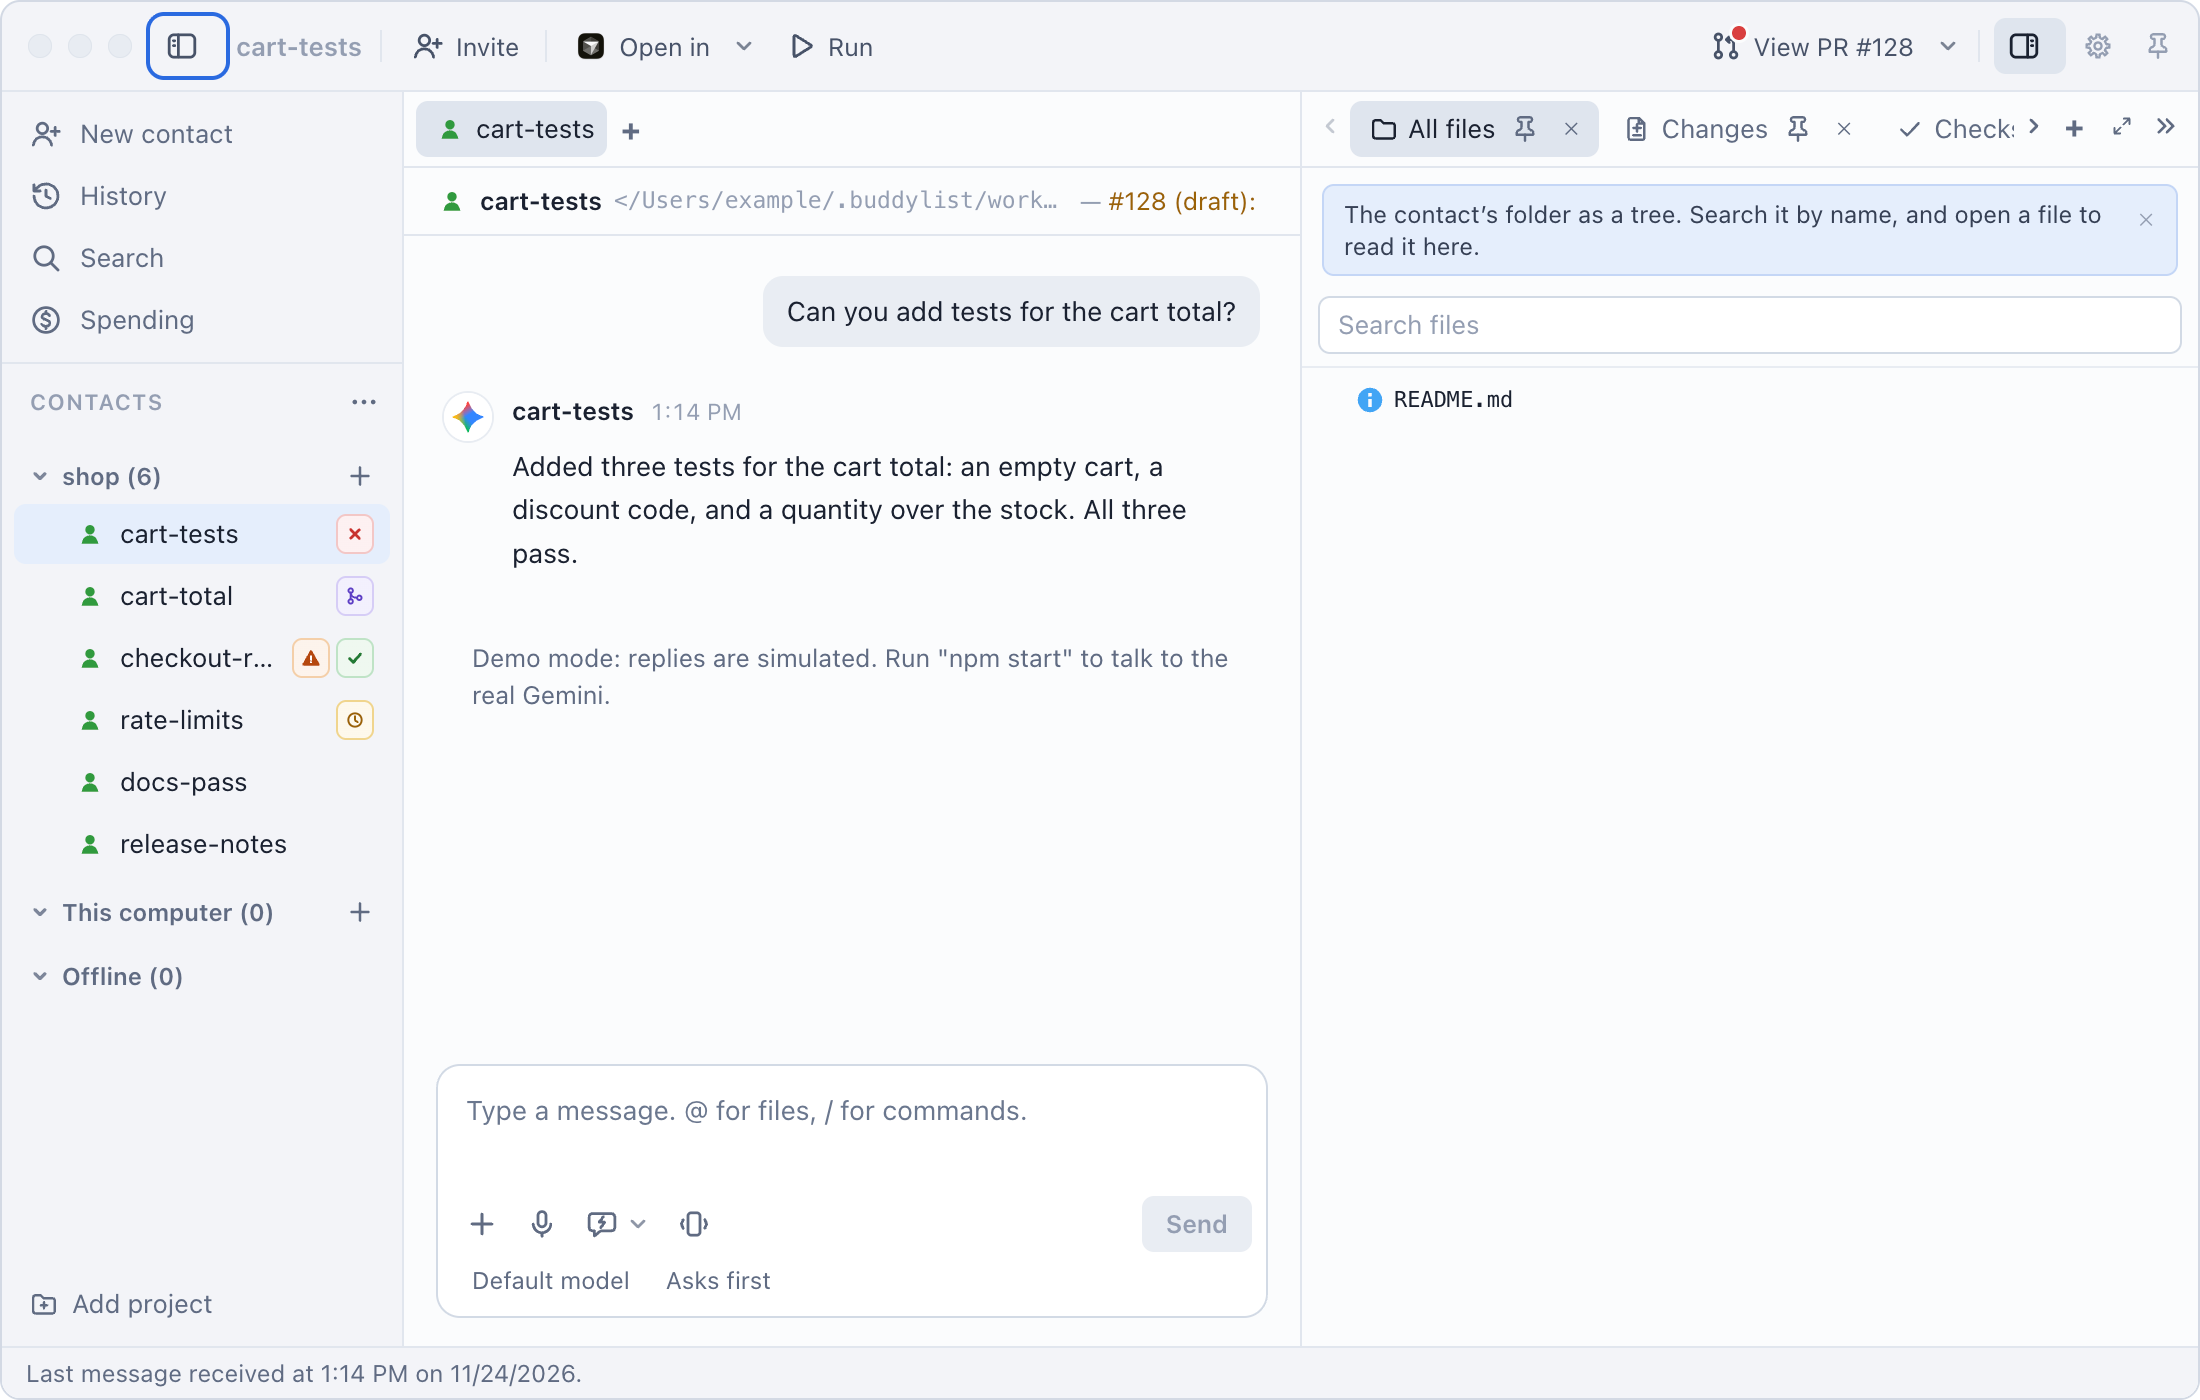 cart-tests
Invite
Open in
Run
View PR #128
New contact
History
Search
Spending
CONTACTS
shop (6)
cart-tests
cart-total
checkout-r...
rate-limits
docs-pass
release-notes
This computer (0)
Offline (0)
Add project
cart-tests
cart-tests </Users/example/.buddylist/work... — #128 (draft):
Can you add tests for the cart total?
cart-tests 1:14 PM
Added three tests for the cart total: an empty cart, a
discount code, and a quantity over the stock. All three
pass.
Demo mode: replies are simulated. Run "npm start" to talk to the
real Gemini.
Type a message. @ for files, / for commands.
Send
Default model Asks first
All files
Changes
Checks
The contact's folder as a tree. Search it by name, and open a file to
read it here.
Search files
README.md
Last message received at 1:14 PM on 11/24/2026.